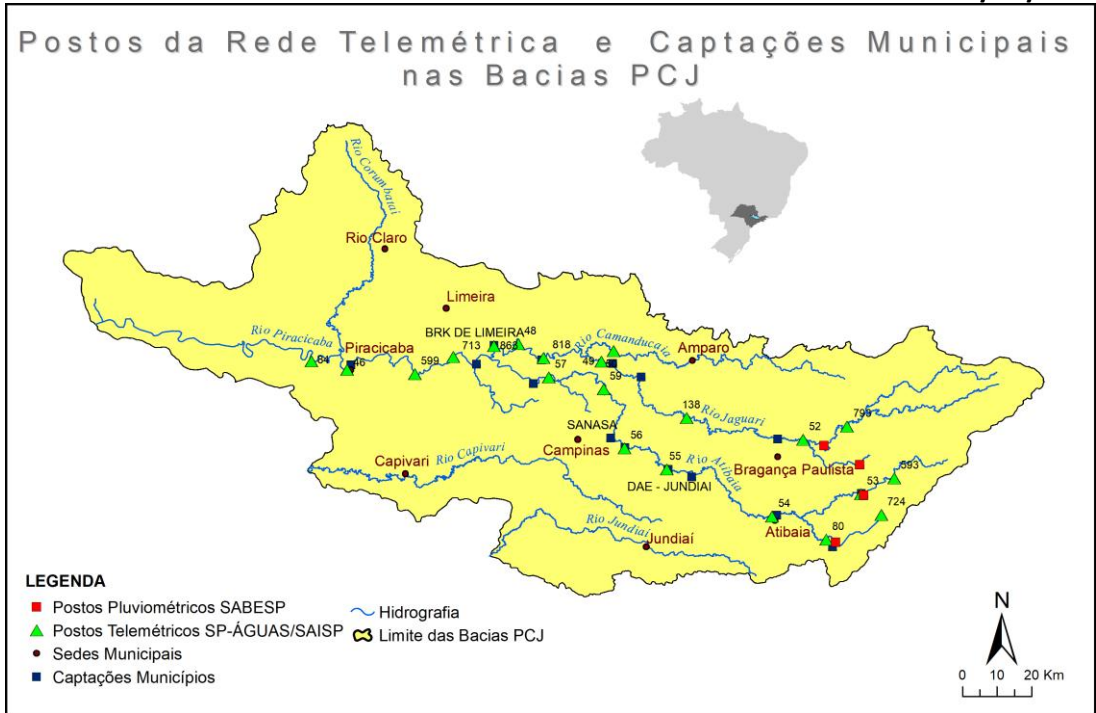 Postos da Rede Telemétrica e Captações Municipais
nas Bacias PCJ
Rio Corumbataí
Rio Claro
Limeira
BRK DE LIMEIRA
713
868
48
818
Rio Camanducaia
Amparo
Rio Piracicaba
Piracicaba
84
46
599
57
49
59
138
Rio Jaguari
52
799
SANASA
Campinas
56
Bragança Paulista
Capivari
Rio Capivari
55
Rio Atibaia
DAE - JUNDIAI
593
53
724
54
Atibaia
80
Rio Jundiaí
Jundiaí
LEGENDA
Postos Pluviométricos SABESP
Hidrografia
Postos Telemétricos SP-ÁGUAS/SAISP
Limite das Bacias PCJ
Sedes Municipais
Captações Municípios
N
0 10 20 Km